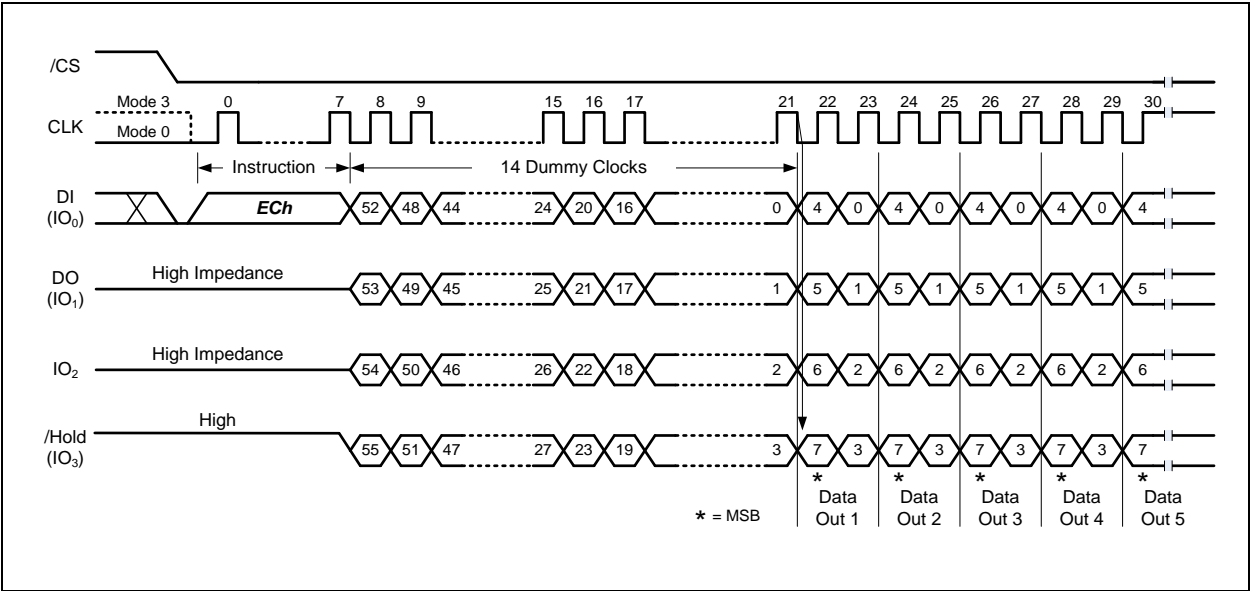 /CS
Mode 3 0 7 8 9 15 16 17 21 22 23 24 25 26 27 28 29 30
CLK
Mode 0
Instruction 14 Dummy Clocks
DI
(IO0)
ECh 52 48 44 24 20 16 0 4 0 4 0 4 0 4 0 4
DO
(IO1)
High Impedance 53 49 45 25 21 17 1 5 1 5 1 5 1 5 1 5
IO2
High Impedance 54 50 46 26 22 18 2 6 2 6 2 6 2 6 2 6
High
/Hold
(IO3)
55 51 47 27 23 19 3 7 3 7 3 7 3 7 3 7
* * * * *
* = MSB
Data Out 1
Data Out 2
Data Out 3
Data Out 4
Data Out 5